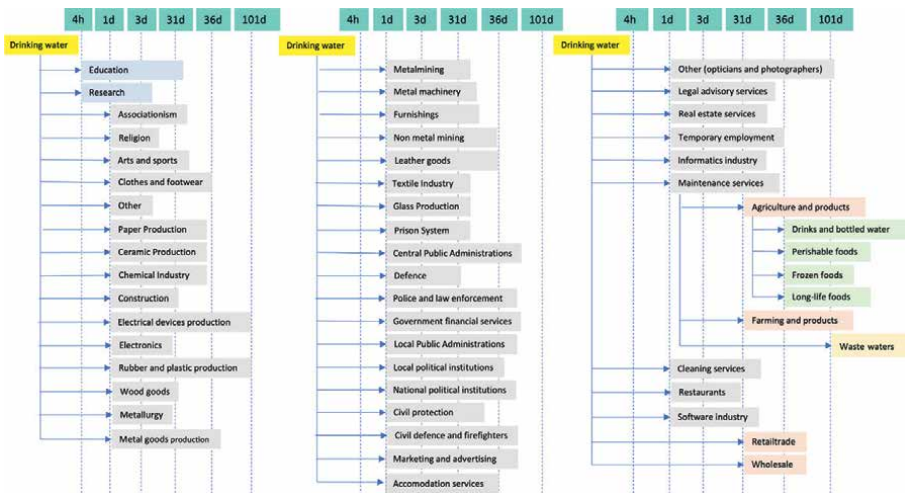 4h 1d 3d 31d 36d 101d
Drinking water
Education
Research
Associationism
Religion
Arts and sports
Clothes and footwear
Other
Paper Production
Ceramic Production
Chemical Industry
Construction
Electrical devices production
Electronics
Rubber and plastic production
Wood goods
Metallurgy
Metal goods production
4h 1d 3d 31d 36d 101d
Drinking water
Metalmining
Metal machinery
Furnishings
Non metal mining
Leather goods
Textile Industry
Glass Production
Prison System
Central Public Administrations
Defence
Police and law enforcement
Government financial services
Local Public Administrations
Local political institutions
National political institutions
Civil protection
Civil defence and firefighters
Marketing and advertising
Accomodation services
4h 1d 3d 31d 36d 101d
Drinking water
Other (opticians and photographers)
Legal advisory services
Real estate services
Temporary employment
Informatics industry
Maintenance services
Agriculture and products
Drinks and bottled water
Perishable foods
Frozen foods
Long-life foods
Farming and products
Waste waters
Cleaning services
Restaurants
Software industry
Retailtrade
Wholesale